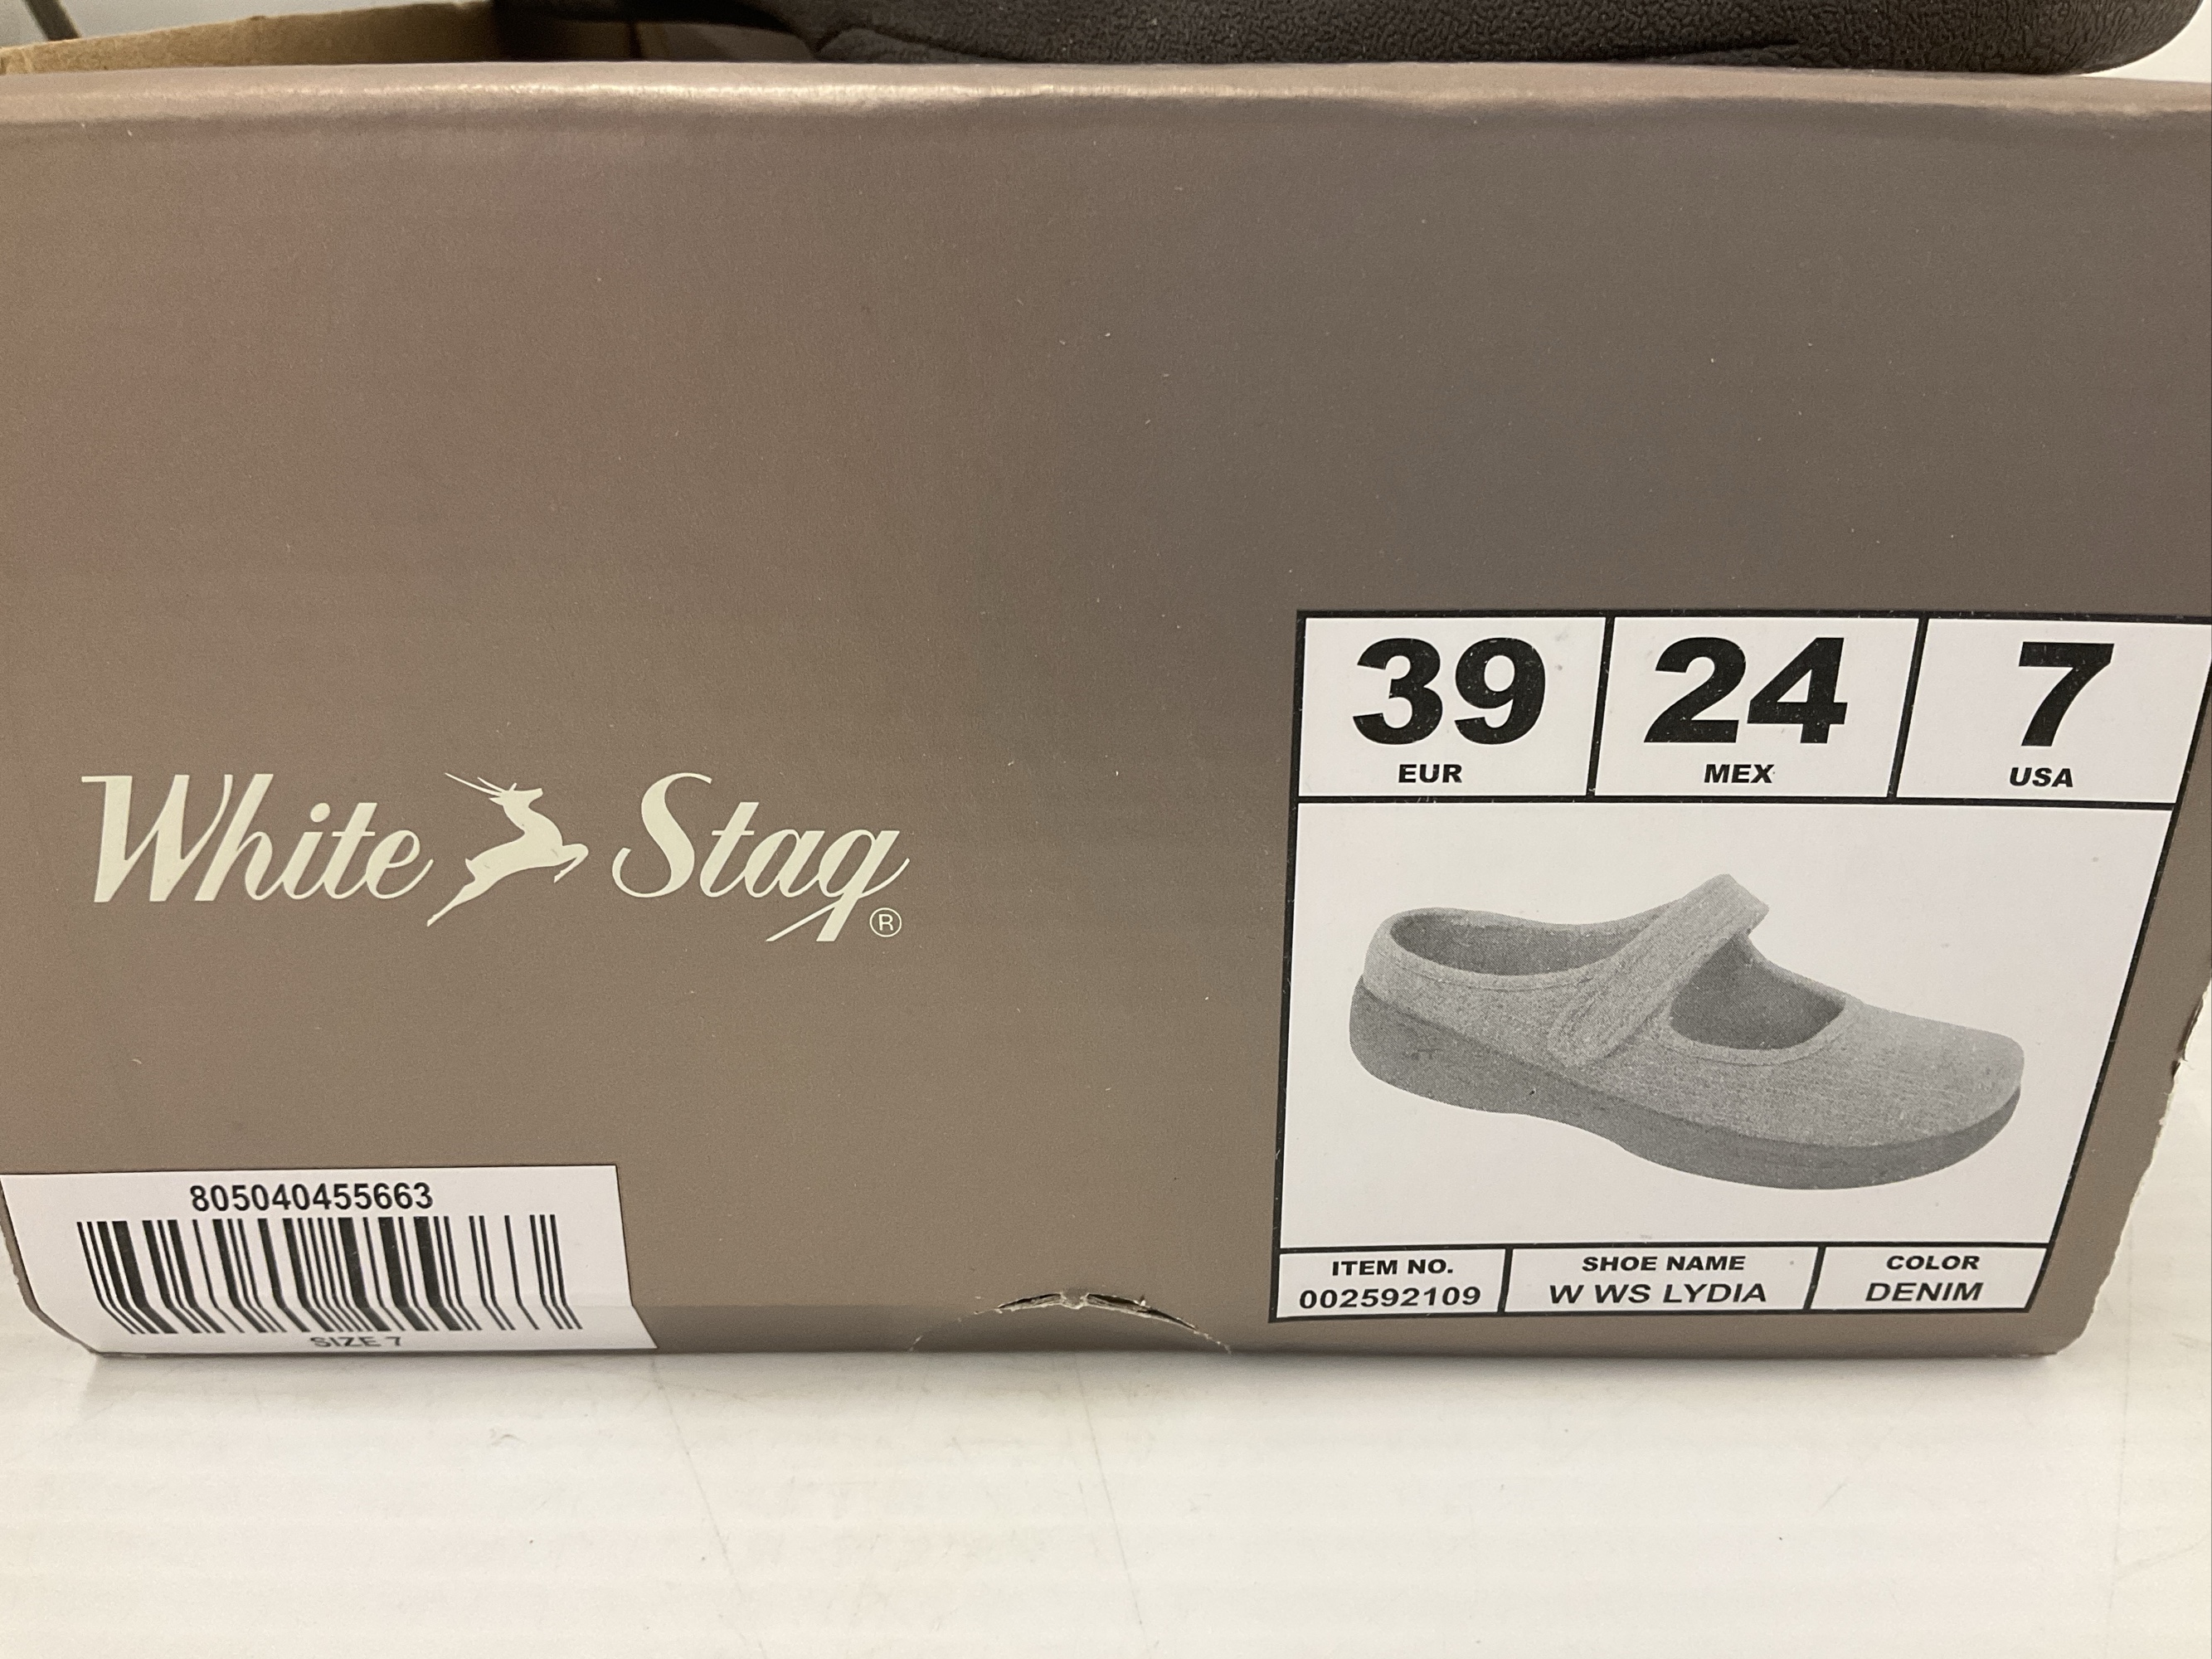 White Stag®
39 24 7
EUR MEX USA
805040455663
SIZE 7
ITEM NO. SHOE NAME COLOR
002592109 W WS LYDIA DENIM